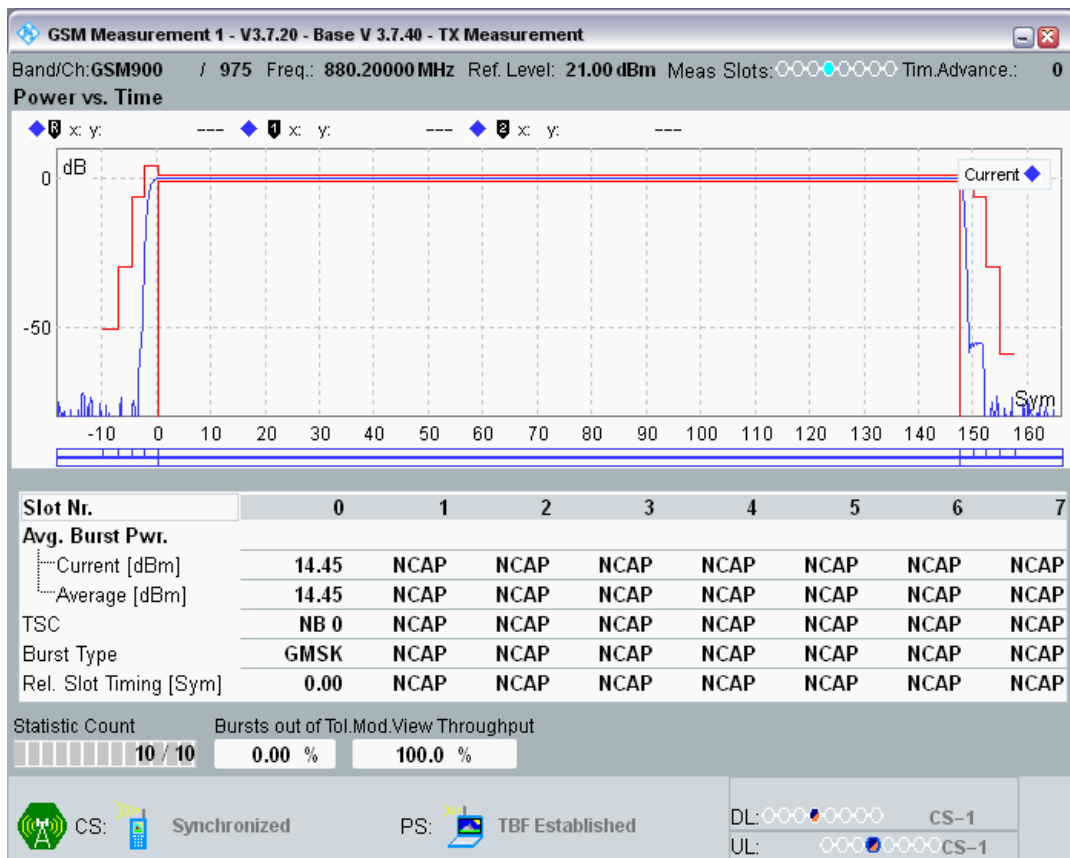 GSM Measurement 1 - V3.7.20 - Base V 3.7.40 - TX Measurement
Band/Ch:GSM900 / 975 Freq.: 880.20000 MHz Ref. Level: 21.00 dBm Meas Slots: Tim.Advance.: 0
Power vs. Time
R x: y: --- 1 x: y: --- 2 x: y: ---
dB
Current
0
-50
Sym
-10 0 10 20 30 40 50 60 70 80 90 100 110 120 130 140 150 160
Slot Nr. 0 1 2 3 4 5 6 7
Avg. Burst Pwr.
Current [dBm] 14.45 NCAP NCAP NCAP NCAP NCAP NCAP NCAP
Average [dBm] 14.45 NCAP NCAP NCAP NCAP NCAP NCAP NCAP
TSC NB 0 NCAP NCAP NCAP NCAP NCAP NCAP NCAP
Burst Type GMSK NCAP NCAP NCAP NCAP NCAP NCAP NCAP
Rel. Slot Timing [Sym] 0.00 NCAP NCAP NCAP NCAP NCAP NCAP NCAP
Statistic Count Bursts out of Tol.Mod.View Throughput
10 / 10 0.00 % 100.0 %
CS: Synchronized PS: TBF Established
DL: CS-1
UL: CS-1